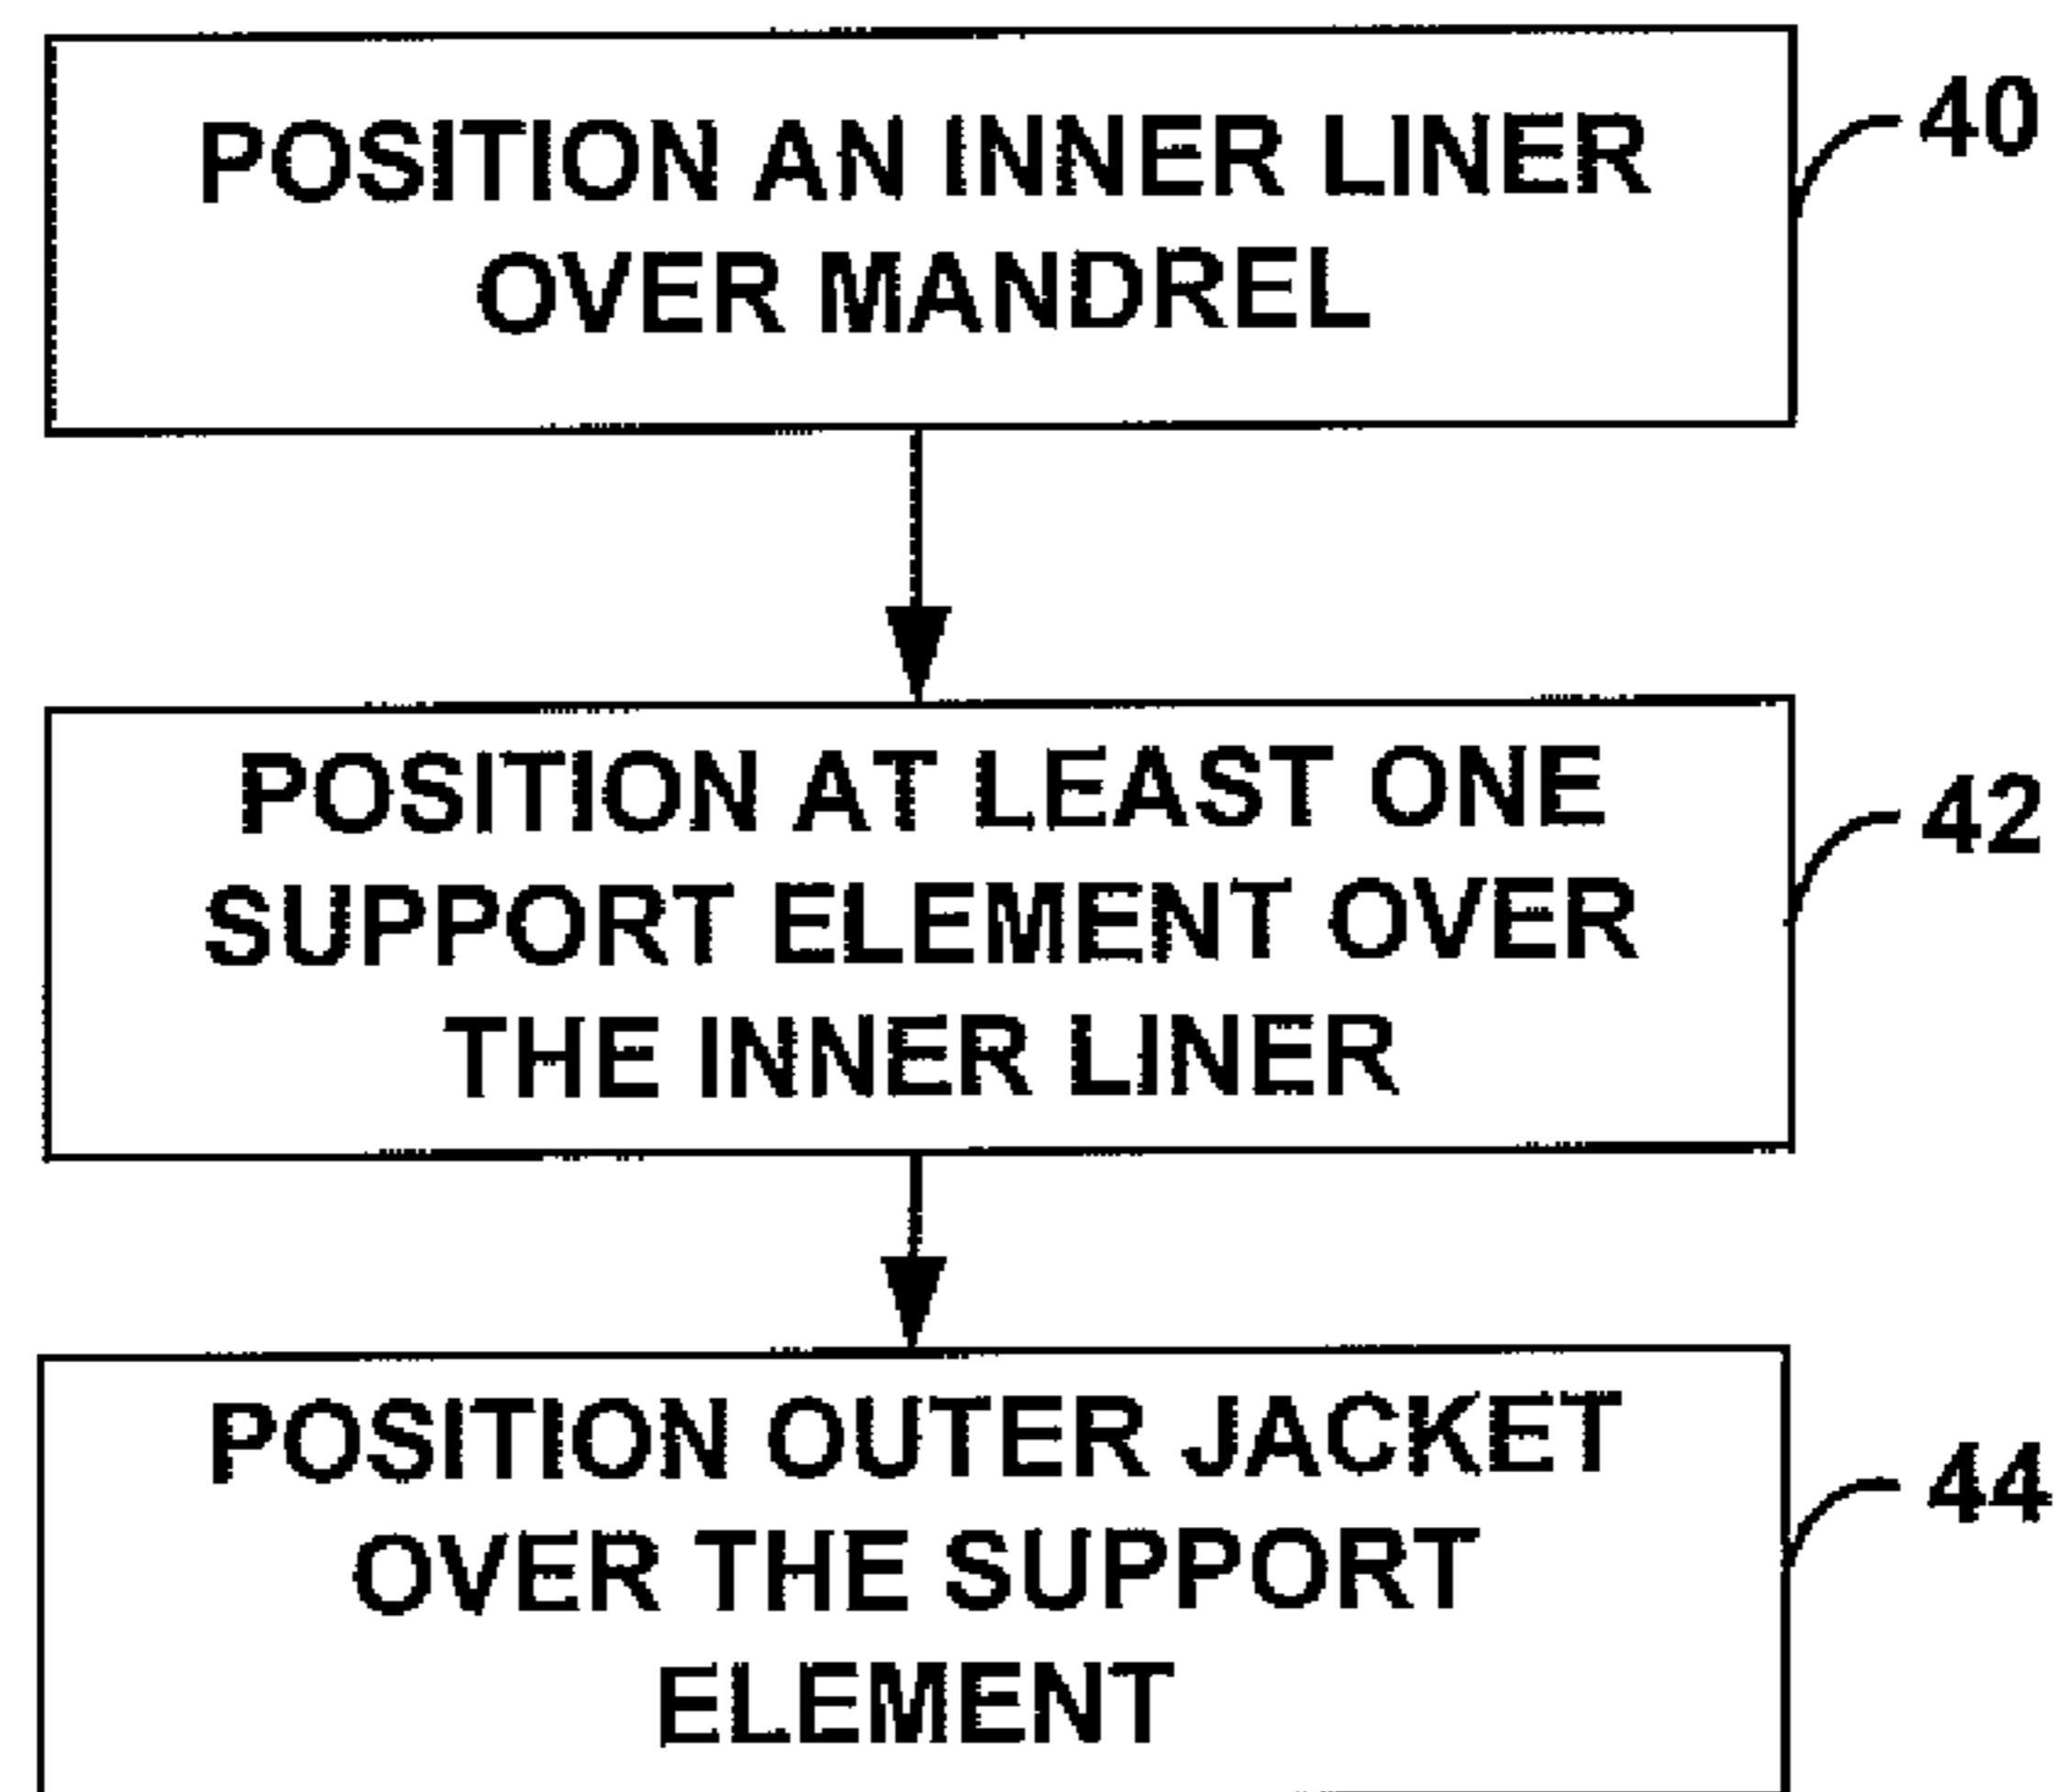 POSITION AN INNER LINER
OVER MANDREL
40
POSITION AT LEAST ONE
SUPPORT ELEMENT OVER
THE INNER LINER
42
POSITION OUTER JACKET
OVER THE SUPPORT
ELEMENT
44